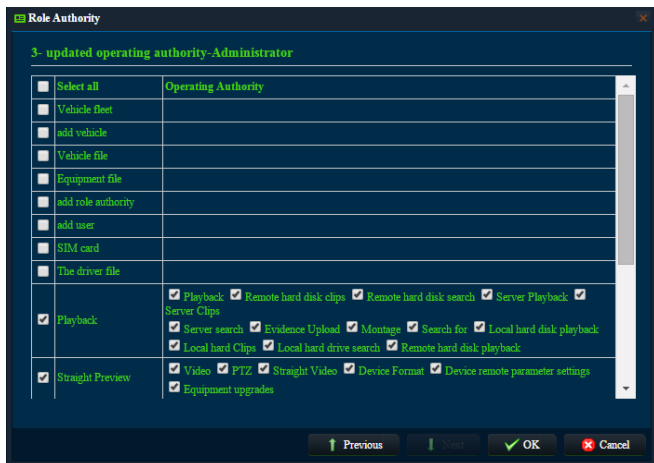 Role Authority
3- updated operating authority-Administrator
Select all Operating Authority
Vehicle fleet
add vehicle
Vehicle file
Equipment file
add role authority
add user
SIM card
The driver file
Playback
Playback Remote hard disk clips Remote hard disk search Server Playback
Server Clips
Server search Evidence Upload Montage Search for Local hard disk playback
Local hard Clips Local hard drive search Remote hard disk playback
Straight Preview
Video PTZ Straight Video Device Format Device remote parameter settings
Equipment upgrades
Previous Next OK Cancel